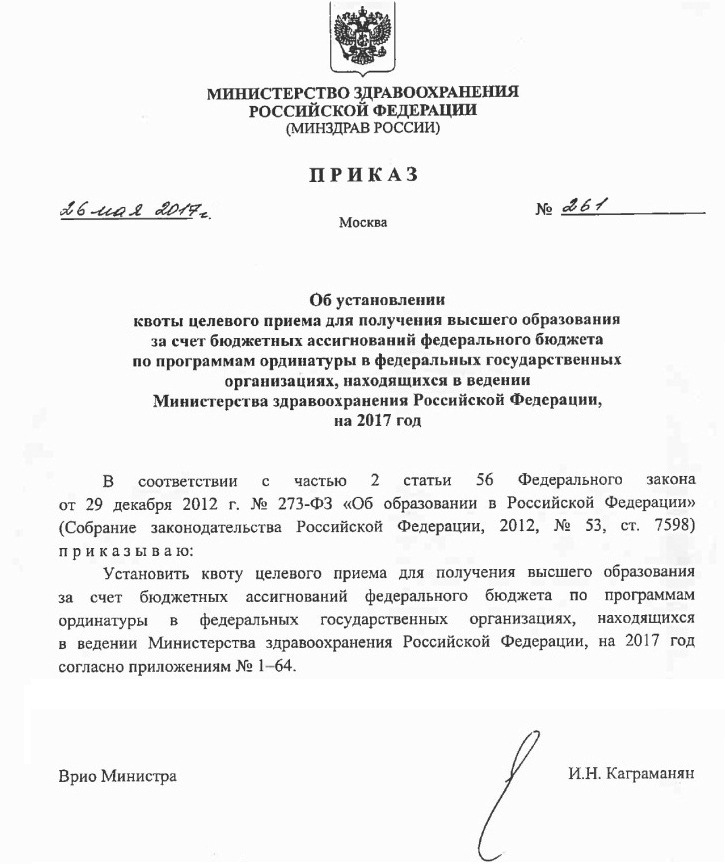 МИНИСТЕРСТВО ЗДРАВООХРАНЕНИЯ
РОССИЙСКОЙ ФЕДЕРАЦИИ
(МИНЗДРАВ РОССИИ)
ПРИКАЗ
26 мая 2017г.
№ 261
Москва
Об установлении
квоты целевого приема для получения высшего образования
за счет бюджетных ассигнований федерального бюджета
по программам ординатуры в федеральных государственных
организациях, находящихся в ведении
Министерства здравоохранения Российской Федерации,
на 2017 год
В соответствии с частью 2 статьи 56 Федерального закона
от 29 декабря 2012 г. № 273-ФЗ «Об образовании в Российской Федерации»
(Собрание законодательства Российской Федерации, 2012, № 53, ст. 7598)
приказываю:
Установить квоту целевого приема для получения высшего образования
за счет бюджетных ассигнований федерального бюджета по программам
ординатуры в федеральных государственных организациях, находящихся
в ведении Министерства здравоохранения Российской Федерации, на 2017 год
согласно приложениям № 1–64.
Врио Министра
И.Н. Каграманян